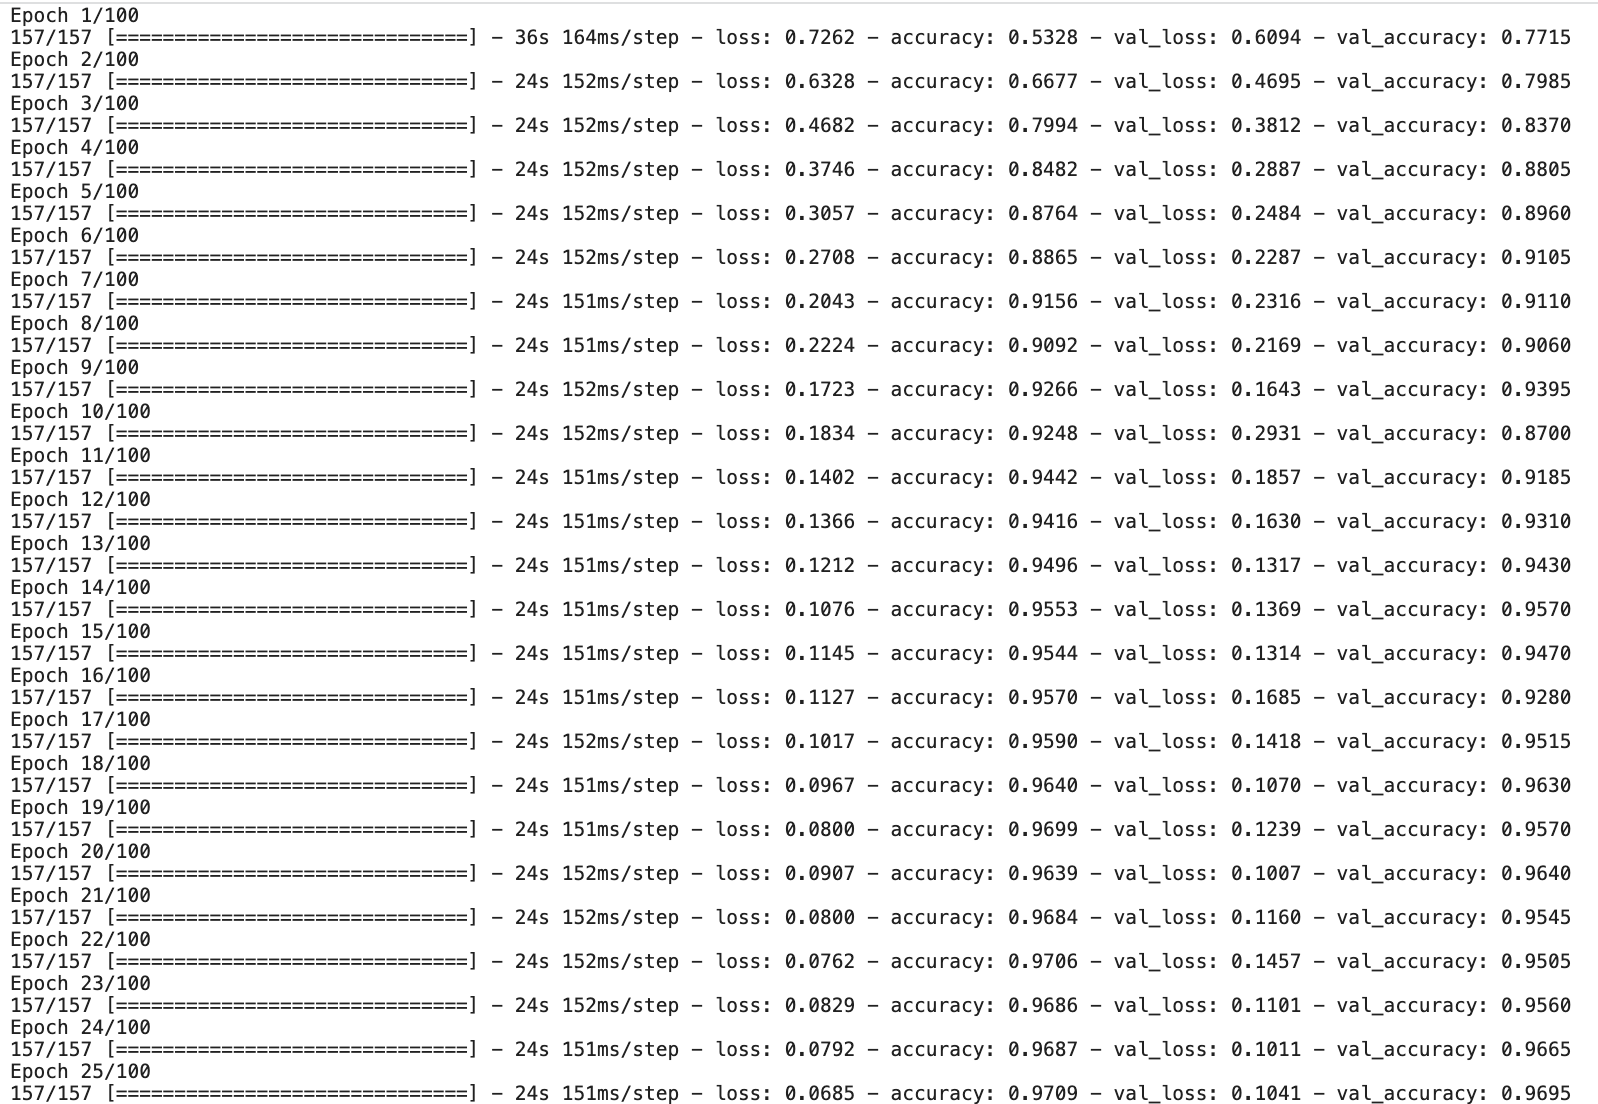 Epoch 1/100
157/157 [==============================] - 36s 164ms/step - loss: 0.7262 - accuracy: 0.5328 - val_loss: 0.6094 - val_accuracy: 0.7715
Epoch 2/100
157/157 [==============================] - 24s 152ms/step - loss: 0.6328 - accuracy: 0.6677 - val_loss: 0.4695 - val_accuracy: 0.7985
Epoch 3/100
157/157 [==============================] - 24s 152ms/step - loss: 0.4682 - accuracy: 0.7994 - val_loss: 0.3812 - val_accuracy: 0.8370
Epoch 4/100
157/157 [==============================] - 24s 152ms/step - loss: 0.3746 - accuracy: 0.8482 - val_loss: 0.2887 - val_accuracy: 0.8805
Epoch 5/100
157/157 [==============================] - 24s 152ms/step - loss: 0.3057 - accuracy: 0.8764 - val_loss: 0.2484 - val_accuracy: 0.8960
Epoch 6/100
157/157 [==============================] - 24s 152ms/step - loss: 0.2708 - accuracy: 0.8865 - val_loss: 0.2287 - val_accuracy: 0.9105
Epoch 7/100
157/157 [==============================] - 24s 151ms/step - loss: 0.2043 - accuracy: 0.9156 - val_loss: 0.2316 - val_accuracy: 0.9110
Epoch 8/100
157/157 [==============================] - 24s 151ms/step - loss: 0.2224 - accuracy: 0.9092 - val_loss: 0.2169 - val_accuracy: 0.9060
Epoch 9/100
157/157 [==============================] - 24s 152ms/step - loss: 0.1723 - accuracy: 0.9266 - val_loss: 0.1643 - val_accuracy: 0.9395
Epoch 10/100
157/157 [==============================] - 24s 152ms/step - loss: 0.1834 - accuracy: 0.9248 - val_loss: 0.2931 - val_accuracy: 0.8700
Epoch 11/100
157/157 [==============================] - 24s 151ms/step - loss: 0.1402 - accuracy: 0.9442 - val_loss: 0.1857 - val_accuracy: 0.9185
Epoch 12/100
157/157 [==============================] - 24s 151ms/step - loss: 0.1366 - accuracy: 0.9416 - val_loss: 0.1630 - val_accuracy: 0.9310
Epoch 13/100
157/157 [==============================] - 24s 151ms/step - loss: 0.1212 - accuracy: 0.9496 - val_loss: 0.1317 - val_accuracy: 0.9430
Epoch 14/100
157/157 [==============================] - 24s 151ms/step - loss: 0.1076 - accuracy: 0.9553 - val_loss: 0.1369 - val_accuracy: 0.9570
Epoch 15/100
157/157 [==============================] - 24s 151ms/step - loss: 0.1145 - accuracy: 0.9544 - val_loss: 0.1314 - val_accuracy: 0.9470
Epoch 16/100
157/157 [==============================] - 24s 151ms/step - loss: 0.1127 - accuracy: 0.9570 - val_loss: 0.1685 - val_accuracy: 0.9280
Epoch 17/100
157/157 [==============================] - 24s 152ms/step - loss: 0.1017 - accuracy: 0.9590 - val_loss: 0.1418 - val_accuracy: 0.9515
Epoch 18/100
157/157 [==============================] - 24s 151ms/step - loss: 0.0967 - accuracy: 0.9640 - val_loss: 0.1070 - val_accuracy: 0.9630
Epoch 19/100
157/157 [==============================] - 24s 151ms/step - loss: 0.0800 - accuracy: 0.9699 - val_loss: 0.1239 - val_accuracy: 0.9570
Epoch 20/100
157/157 [==============================] - 24s 152ms/step - loss: 0.0907 - accuracy: 0.9639 - val_loss: 0.1007 - val_accuracy: 0.9640
Epoch 21/100
157/157 [==============================] - 24s 152ms/step - loss: 0.0800 - accuracy: 0.9684 - val_loss: 0.1160 - val_accuracy: 0.9545
Epoch 22/100
157/157 [==============================] - 24s 152ms/step - loss: 0.0762 - accuracy: 0.9706 - val_loss: 0.1457 - val_accuracy: 0.9505
Epoch 23/100
157/157 [==============================] - 24s 152ms/step - loss: 0.0829 - accuracy: 0.9686 - val_loss: 0.1101 - val_accuracy: 0.9560
Epoch 24/100
157/157 [==============================] - 24s 151ms/step - loss: 0.0792 - accuracy: 0.9687 - val_loss: 0.1011 - val_accuracy: 0.9665
Epoch 25/100
157/157 [==============================] - 24s 151ms/step - loss: 0.0685 - accuracy: 0.9709 - val_loss: 0.1041 - val_accuracy: 0.9695